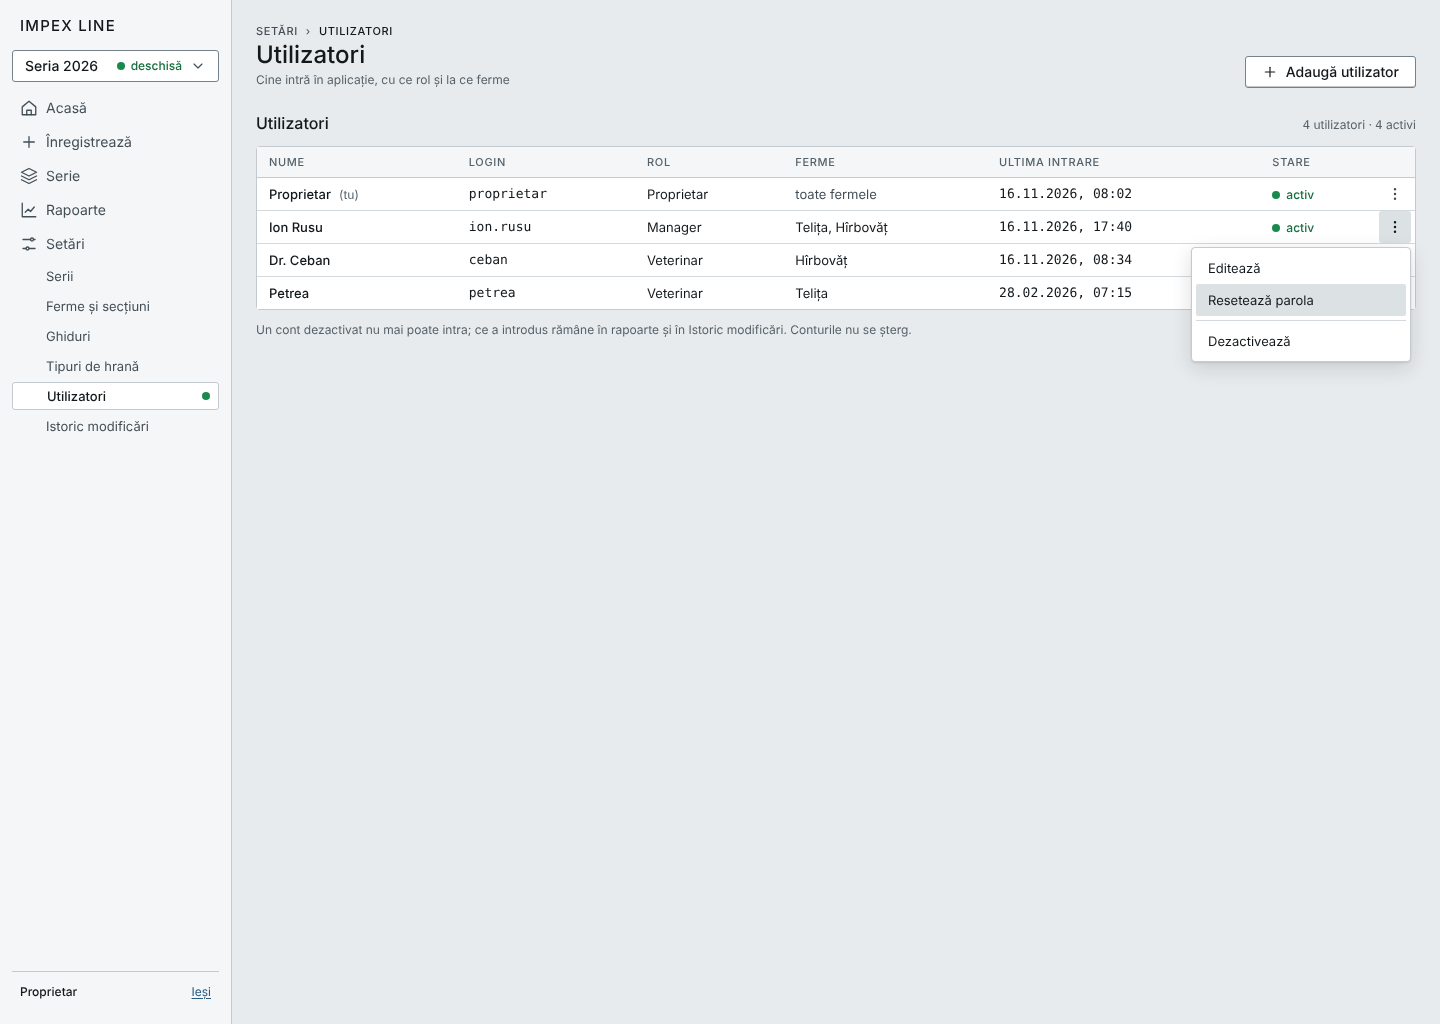 IMPEX LINE
Seria 2026 deschisă
Acasă
Înregistrează
Serie
Rapoarte
Setări
Serii
Ferme și secțiuni
Ghiduri
Tipuri de hrană
Utilizatori
Istoric modificări
Proprietar Ieși
SETĂRI › UTILIZATORI
Utilizatori
Cine intră în aplicație, cu ce rol și la ce ferme
+ Adaugă utilizator
Utilizatori
4 utilizatori · 4 activi
NUME LOGIN ROL FERME ULTIMA INTRARE STARE
Proprietar (tu) proprietar Proprietar toate fermele 16.11.2026, 08:02 activ
Ion Rusu ion.rusu Manager Telița, Hîrbovăț 16.11.2026, 17:40 activ
Dr. Ceban ceban Veterinar Hîrbovăț 16.11.2026, 08:34
Petrea petrea Veterinar Telița 28.02.2026, 07:15
Editează
Resetează parola
Dezactivează
Un cont dezactivat nu mai poate intra; ce a introdus rămâne în rapoarte și în Istoric modificări. Conturile nu se șterg.